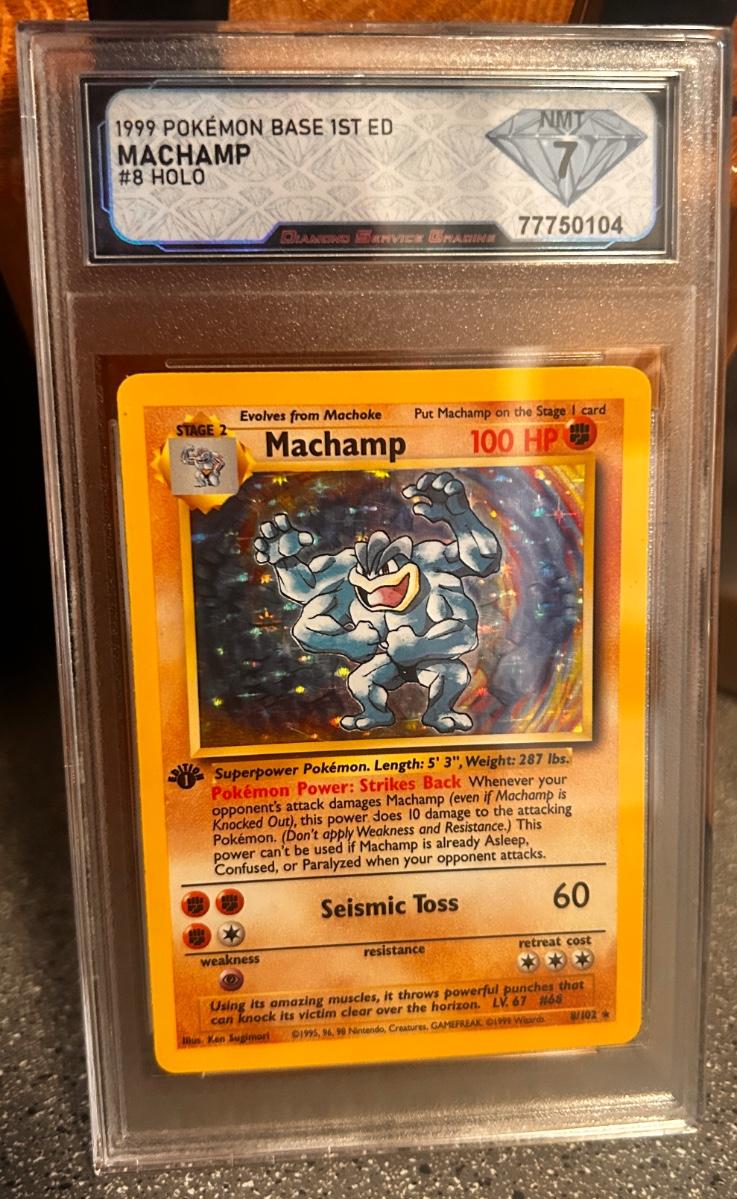 1999 POKÉMON BASE 1ST ED
MACHAMP
#8 HOLO
NMT
7
77750104
DIAMOND SERVICE GRADING
Evolves from Machoke
Put Machamp on the Stage 1 card
STAGE 2
Machamp
100 HP
EDITION
1
Superpower Pokémon. Length: 5' 3", Weight: 287 lbs.
Pokémon Power: Strikes Back Whenever your
opponent's attack damages Machamp (even if Machamp is
Knocked Out), this power does 10 damage to the attacking
Pokémon. (Don't apply Weakness and Resistance.) This
power can't be used if Machamp is already Asleep,
Confused, or Paralyzed when your opponent attacks.
Seismic Toss
60
weakness
resistance
retreat cost
Using its amazing muscles, it throws powerful punches that
can knock its victim clear over the horizon. LV. 67 #68
Illus. Ken Sugimori
©1995, 96, 98 Nintendo, Creatures, GAMEFREAK. ©1999 Wizards.
8/102 ★